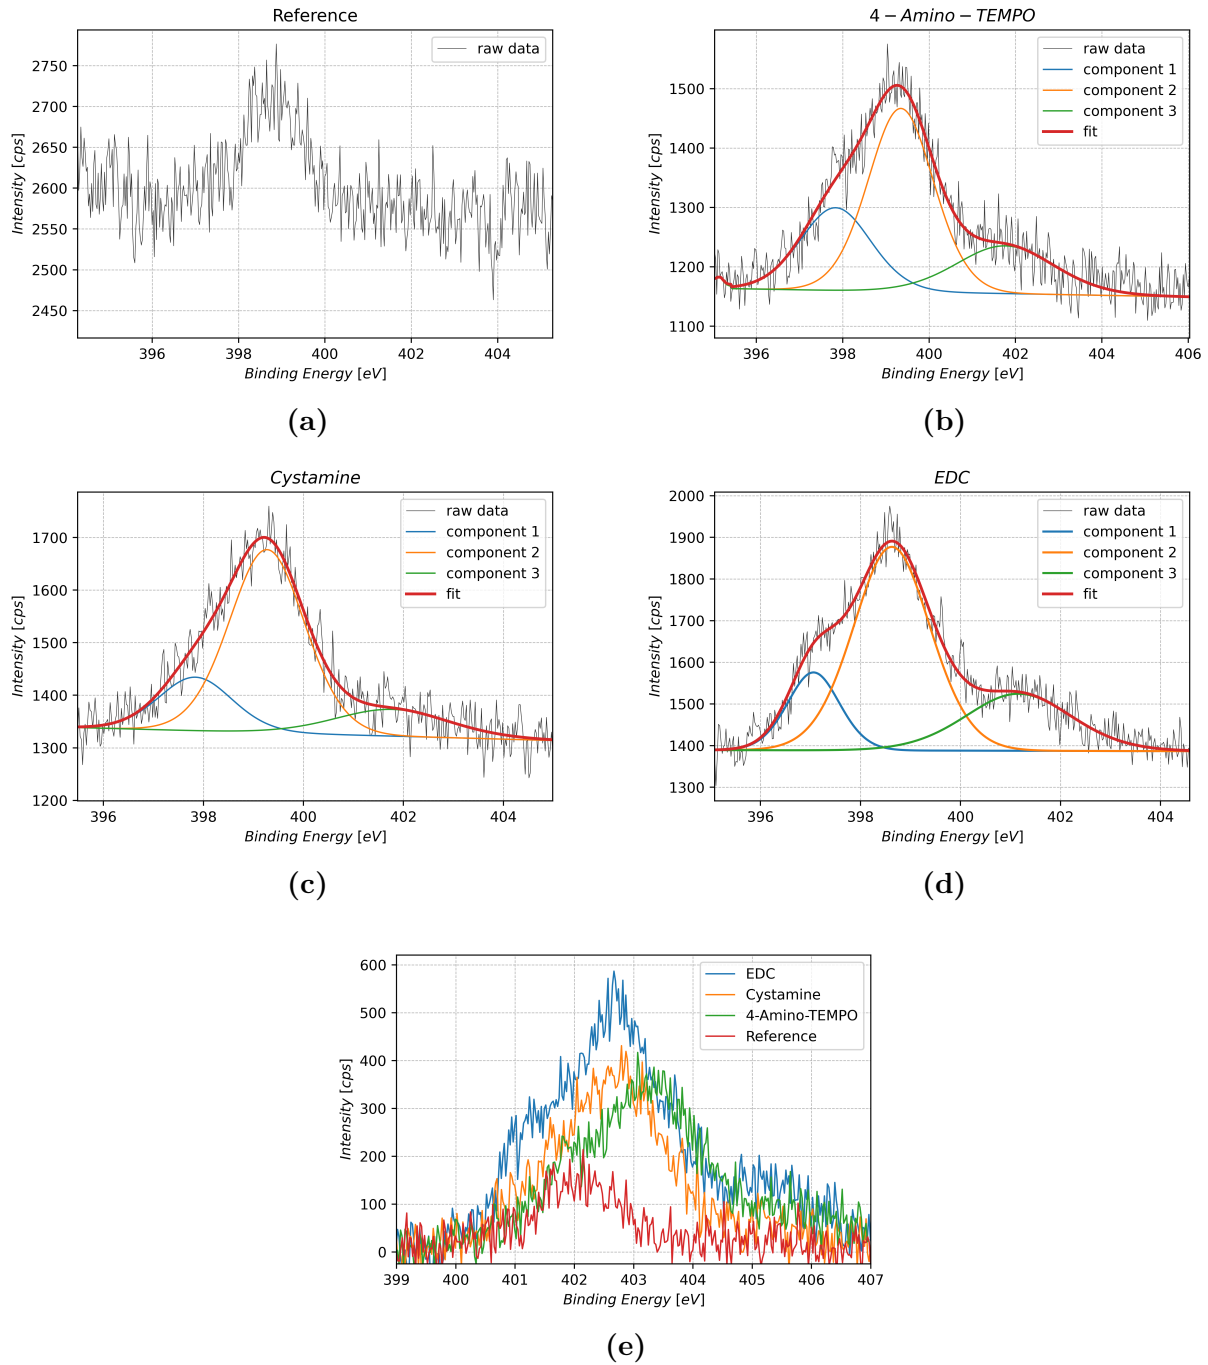 Reference
Intensity [cps]
2750
2700
2650
2600
2550
2500
2450
raw data
396 398 400 402 404
Binding Energy [eV]
(a)
4 − Amino − TEMPO
Intensity [cps]
1500
1400
1300
1200
1100
raw data
component 1
component 2
component 3
fit
396 398 400 402 404 406
Binding Energy [eV]
(b)
Cystamine
Intensity [cps]
1700
1600
1500
1400
1300
1200
raw data
component 1
component 2
component 3
fit
396 398 400 402 404
Binding Energy [eV]
(c)
EDC
Intensity [cps]
2000
1900
1800
1700
1600
1500
1400
1300
raw data
component 1
component 2
component 3
fit
396 398 400 402 404
Binding Energy [eV]
(d)
Intensity [cps]
600
500
400
300
200
100
0
EDC
Cystamine
4-Amino-TEMPO
Reference
399 400 401 402 403 404 405 406 407
Binding Energy [eV]
(e)